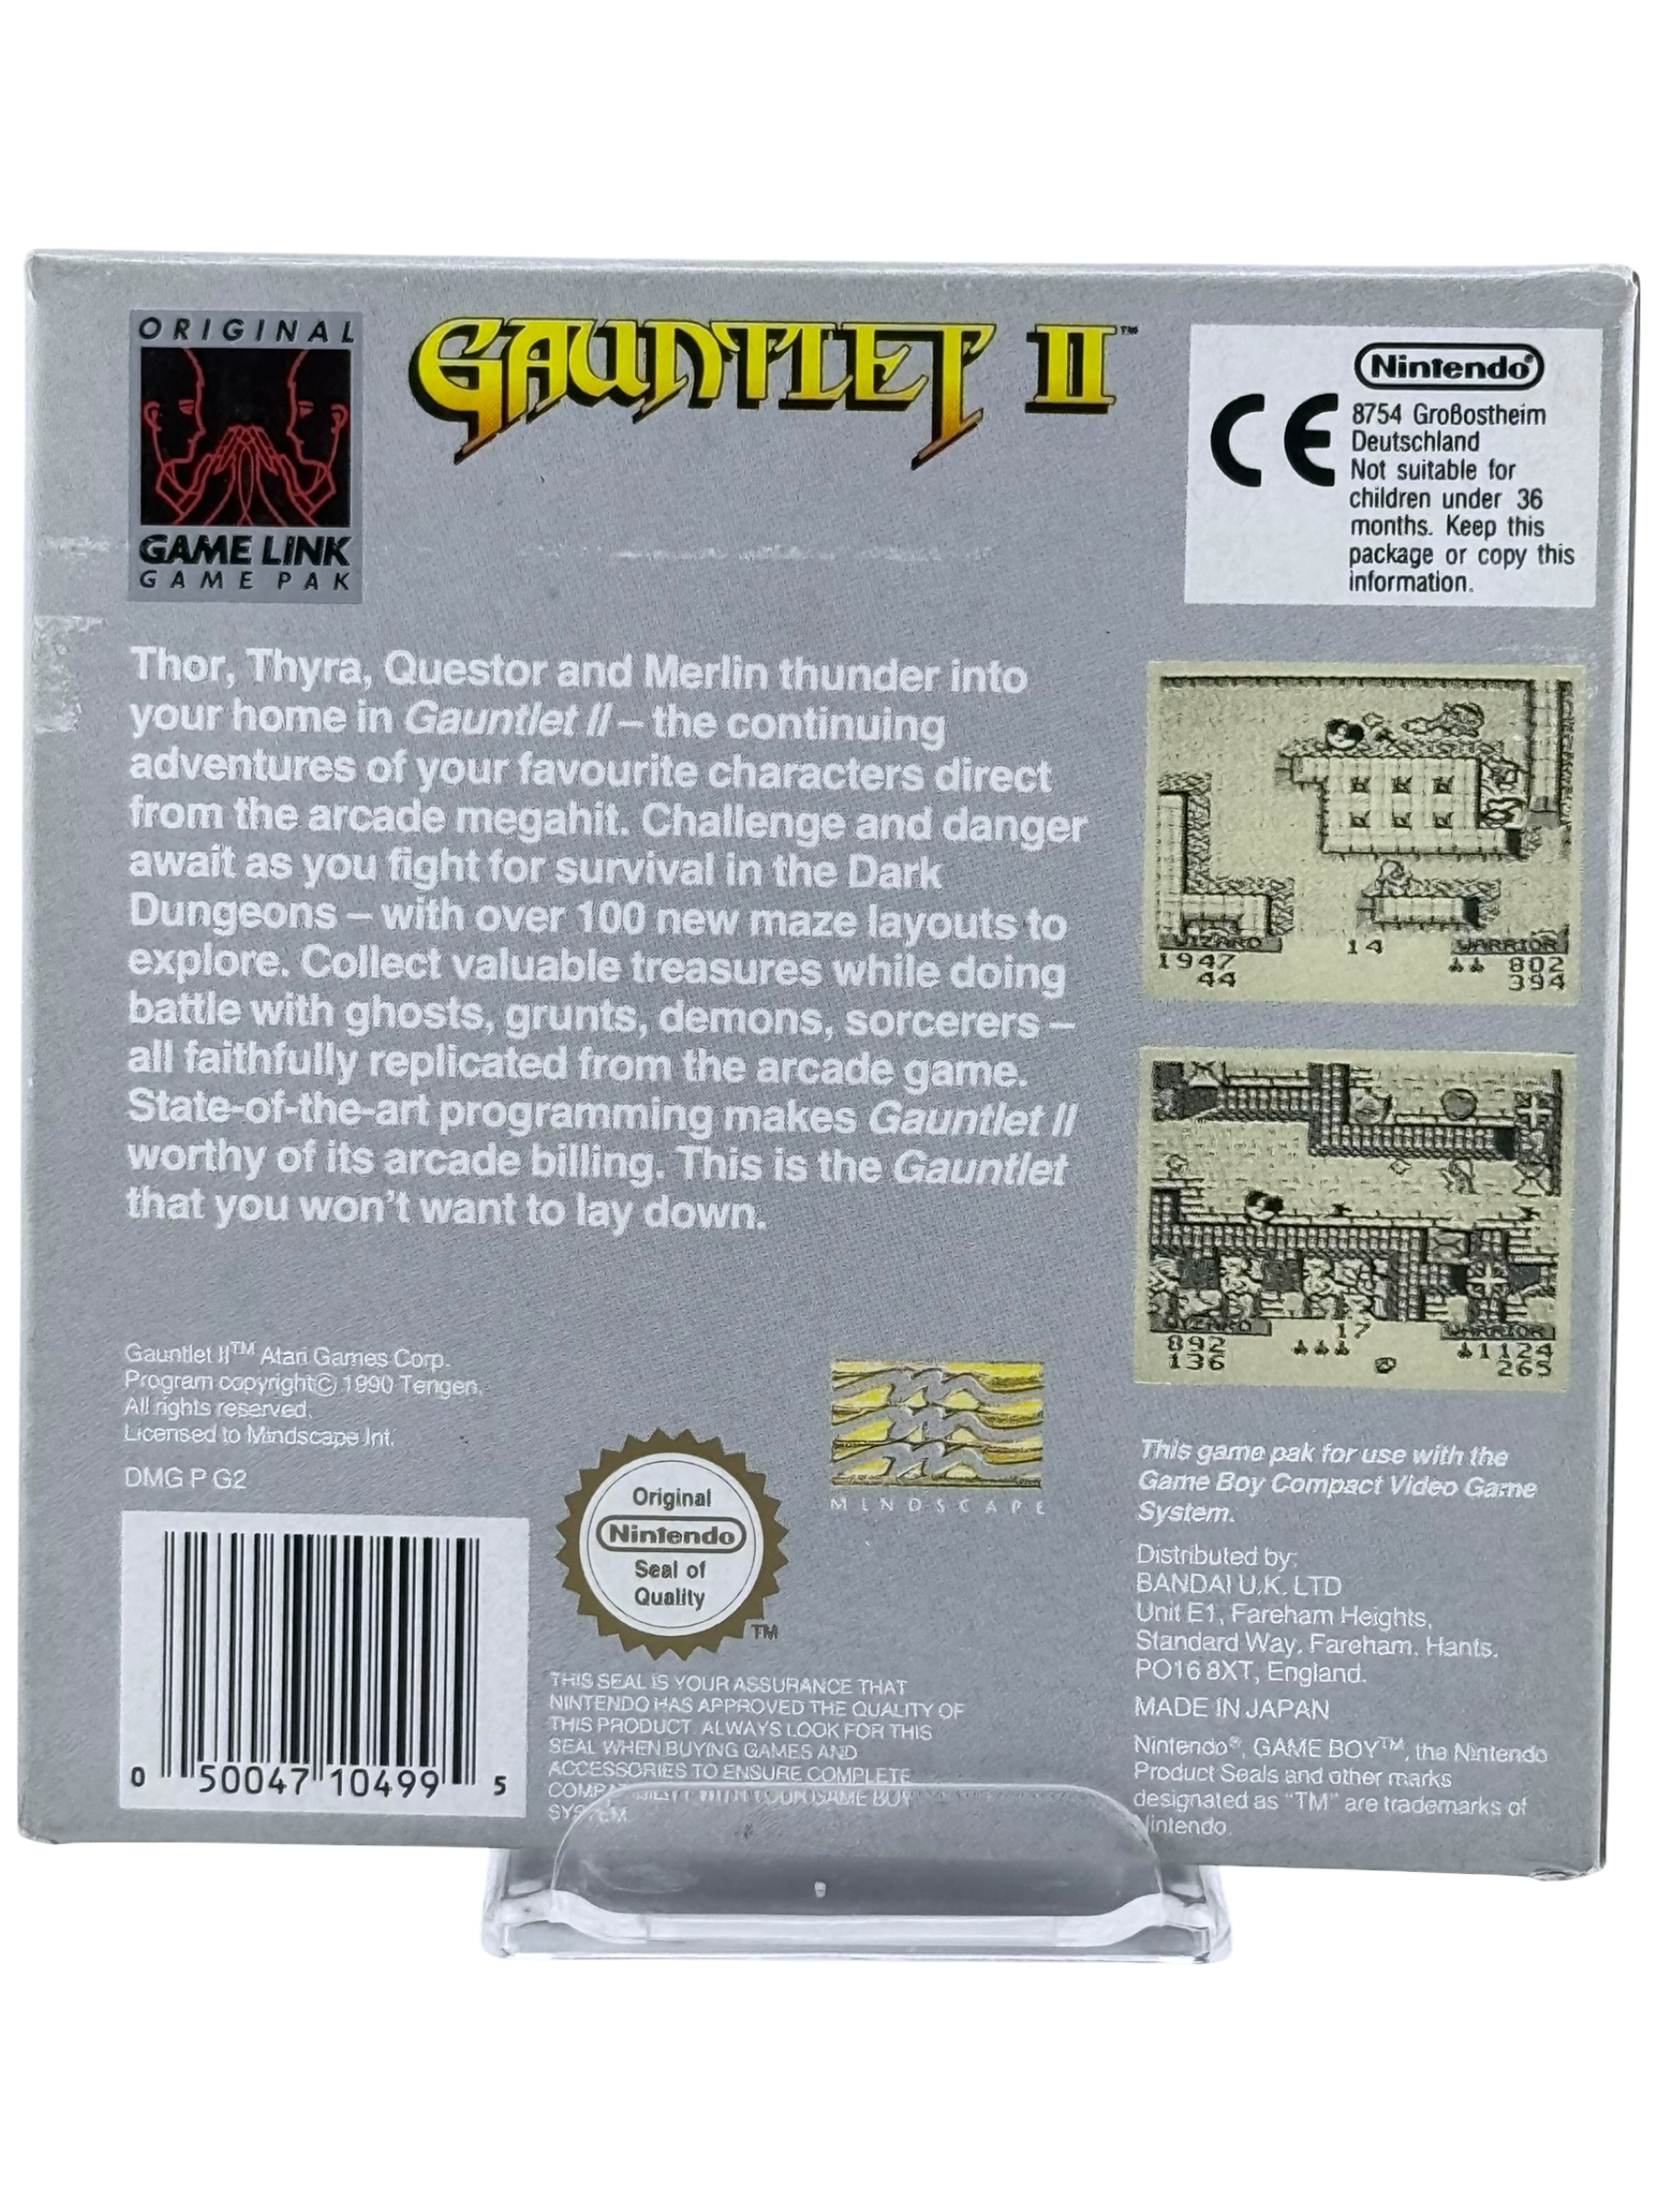 ORIGINAL
GAME LINK
GAME PAK
GAUNTLET II™
Nintendo®
CE
8754 Großostheim
Deutschland
Not suitable for
children under 36
months. Keep this
package or copy this
information.
Thor, Thyra, Questor and Merlin thunder into
your home in Gauntlet II – the continuing
adventures of your favourite characters direct
from the arcade megahit. Challenge and danger
await as you fight for survival in the Dark
Dungeons – with over 100 new maze layouts to
explore. Collect valuable treasures while doing
battle with ghosts, grunts, demons, sorcerers –
all faithfully replicated from the arcade game.
State-of-the-art programming makes Gauntlet II
worthy of its arcade billing. This is the Gauntlet
that you won't want to lay down.
WIZARD 14 WARRIOR
1947 802
44 394
WIZARD 17 WARRIOR
892 1124
136 265
Gauntlet II™ Atari Games Corp.
Program copyright© 1990 Tengen.
All rights reserved.
Licensed to Mindscape Int.
DMG P G2
0 50047 10499 5
Original
Nintendo
Seal of
Quality
TM
THIS SEAL IS YOUR ASSURANCE THAT
NINTENDO HAS APPROVED THE QUALITY OF
THIS PRODUCT. ALWAYS LOOK FOR THIS
SEAL WHEN BUYING GAMES AND
ACCESSORIES TO ENSURE COMPLETE
COMPATIBILITY WITH YOUR GAME BOY
SYSTEM.
MINDSCAPE
This game pak for use with the
Game Boy Compact Video Game
System.
Distributed by:
BANDAI U.K. LTD
Unit E1, Fareham Heights,
Standard Way, Fareham, Hants.
PO16 8XT, England.
MADE IN JAPAN
Nintendo®, GAME BOY™, the Nintendo
Product Seals and other marks
designated as "TM" are trademarks of
Nintendo.